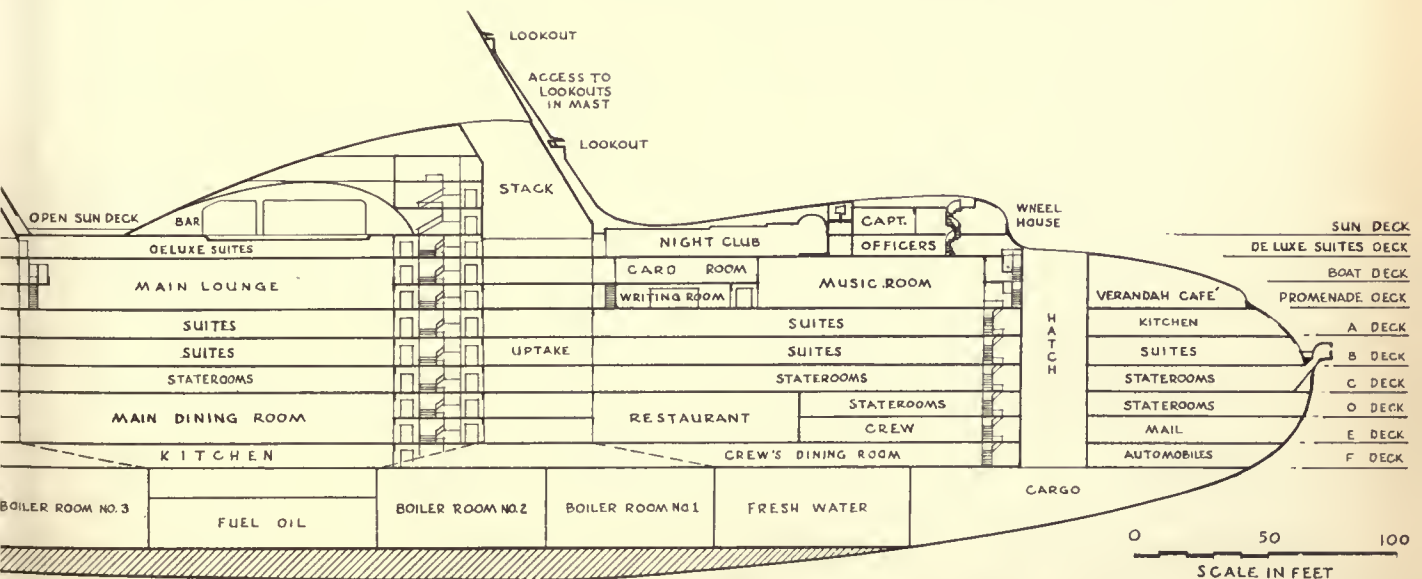 LOOKOUT
ACCESS TO
LOOKOUTS
IN MAST
LOOKOUT
STACK
OPEN SUN DECK
BAR
CAPT.
WHEEL
HOUSE
SUN DECK
DELUXE SUITES
NIGHT CLUB
OFFICERS
DE LUXE SUITES DECK
MAIN LOUNGE
CARD ROOM
WRITING ROOM
MUSIC ROOM
VERANDAH CAFÉ
BOAT DECK
PROMENADE DECK
SUITES
SUITES
KITCHEN
A DECK
SUITES
UPTAKE
SUITES
HATCH
SUITES
B DECK
STATEROOMS
STATEROOMS
STATEROOMS
C DECK
MAIN DINING ROOM
RESTAURANT
STATEROOMS
CREW
STATEROOMS
MAIL
D DECK
E DECK
KITCHEN
CREW'S DINING ROOM
AUTOMOBILES
F DECK
BOILER ROOM NO. 3
FUEL OIL
BOILER ROOM NO. 2
BOILER ROOM NO 1
FRESH WATER
CARGO
0 50 100
SCALE IN FEET